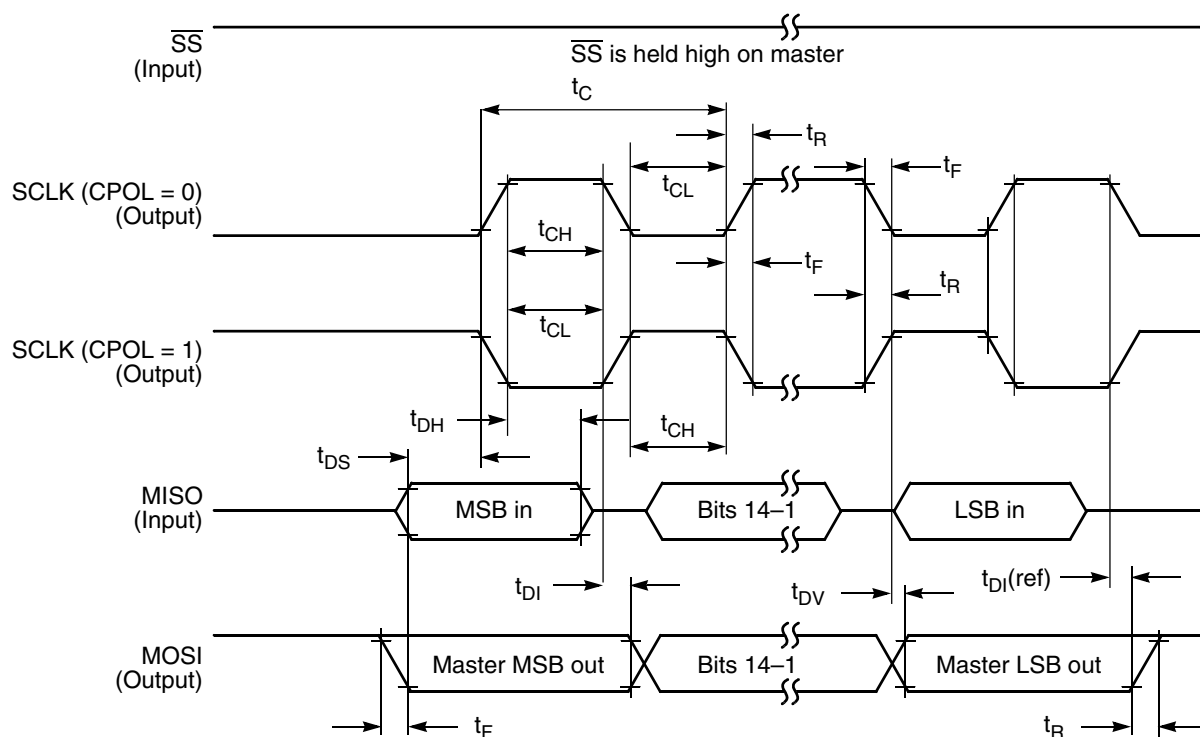 SS
(Input)
SS is held high on master
tC
tR
tF
SCLK (CPOL = 0)
(Output)
tCL
tCH
tF
tR
tCL
SCLK (CPOL = 1)
(Output)
tDH
tCH
tDS
MISO
(Input)
MSB in
Bits 14–1
LSB in
tDI
tDV
tDI(ref)
MOSI
(Output)
Master MSB out
Bits 14–1
Master LSB out
tF
tR